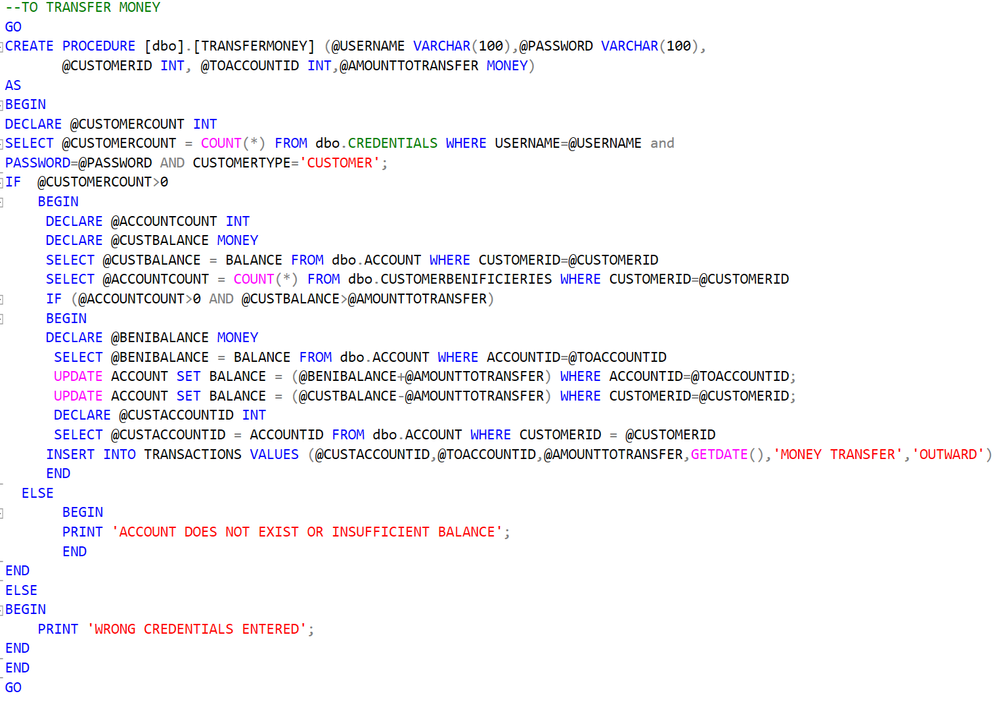 --TO TRANSFER MONEY
GO
CREATE PROCEDURE [dbo].[TRANSFERMONEY] (@USERNAME VARCHAR(100),@PASSWORD VARCHAR(100),
@CUSTOMERID INT, @TOACCOUNTID INT,@AMOUNTTOTRANSFER MONEY)
AS
BEGIN
DECLARE @CUSTOMERCOUNT INT
SELECT @CUSTOMERCOUNT = COUNT(*) FROM dbo.CREDENTIALS WHERE USERNAME=@USERNAME and
PASSWORD=@PASSWORD AND CUSTOMERTYPE='CUSTOMER';
IF  @CUSTOMERCOUNT>0
BEGIN
DECLARE @ACCOUNTCOUNT INT
DECLARE @CUSTBALANCE MONEY
SELECT @CUSTBALANCE = BALANCE FROM dbo.ACCOUNT WHERE CUSTOMERID=@CUSTOMERID
SELECT @ACCOUNTCOUNT = COUNT(*) FROM dbo.CUSTOMERBENIFICIERIES WHERE CUSTOMERID=@CUSTOMERID
IF (@ACCOUNTCOUNT>0 AND @CUSTBALANCE>@AMOUNTTOTRANSFER)
BEGIN
DECLARE @BENIBALANCE MONEY
SELECT @BENIBALANCE = BALANCE FROM dbo.ACCOUNT WHERE ACCOUNTID=@TOACCOUNTID
UPDATE ACCOUNT SET BALANCE = (@BENIBALANCE+@AMOUNTTOTRANSFER) WHERE ACCOUNTID=@TOACCOUNTID;
UPDATE ACCOUNT SET BALANCE = (@CUSTBALANCE-@AMOUNTTOTRANSFER) WHERE CUSTOMERID=@CUSTOMERID;
DECLARE @CUSTACCOUNTID INT
SELECT @CUSTACCOUNTID = ACCOUNTID FROM dbo.ACCOUNT WHERE CUSTOMERID = @CUSTOMERID
INSERT INTO TRANSACTIONS VALUES (@CUSTACCOUNTID,@TOACCOUNTID,@AMOUNTTOTRANSFER,GETDATE(),'MONEY TRANSFER','OUTWARD')
END
ELSE
BEGIN
PRINT 'ACCOUNT DOES NOT EXIST OR INSUFFICIENT BALANCE';
END
END
ELSE
BEGIN
PRINT 'WRONG CREDENTIALS ENTERED';
END
END
GO